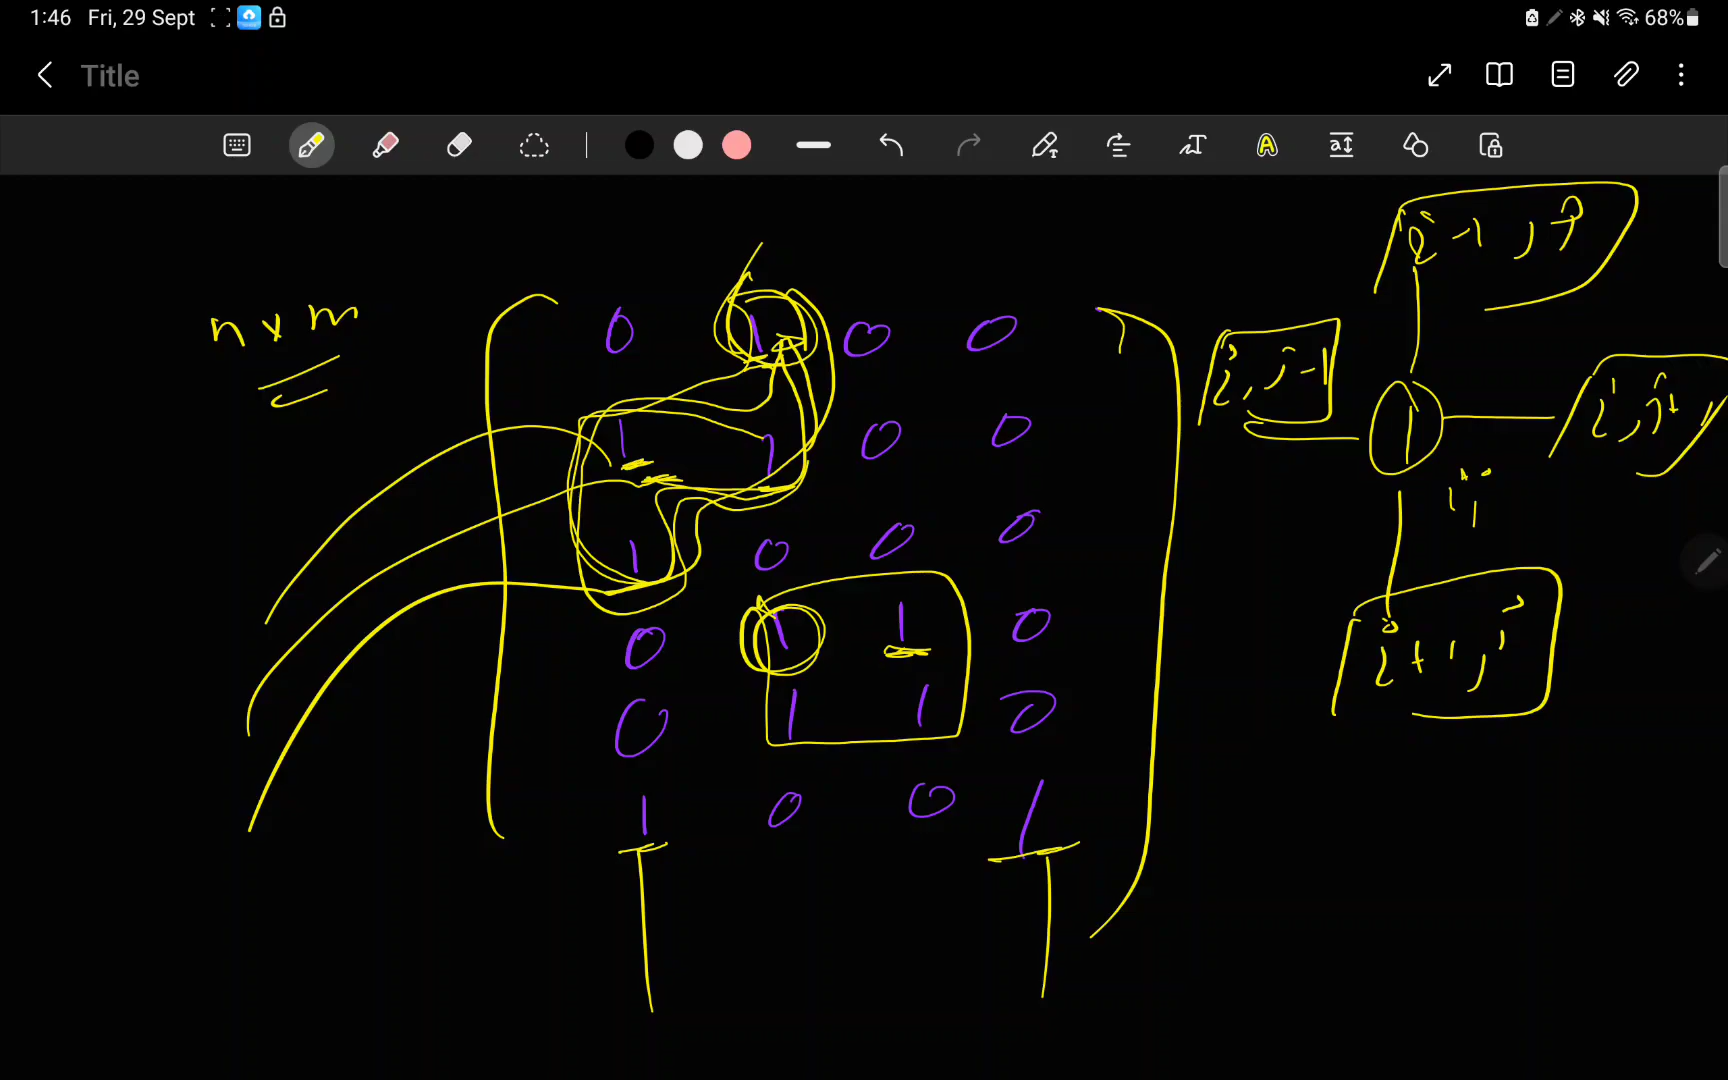 1:46 Fri, 29 Sept 68%
Title
n x m
0 1 0 0
1 1 0 0
1 0 0 0
0 1 1 0
0 1 1 0
1 0 0 1
i-1, j
i, j-1
1
i, j+1
i, j
i+1, j